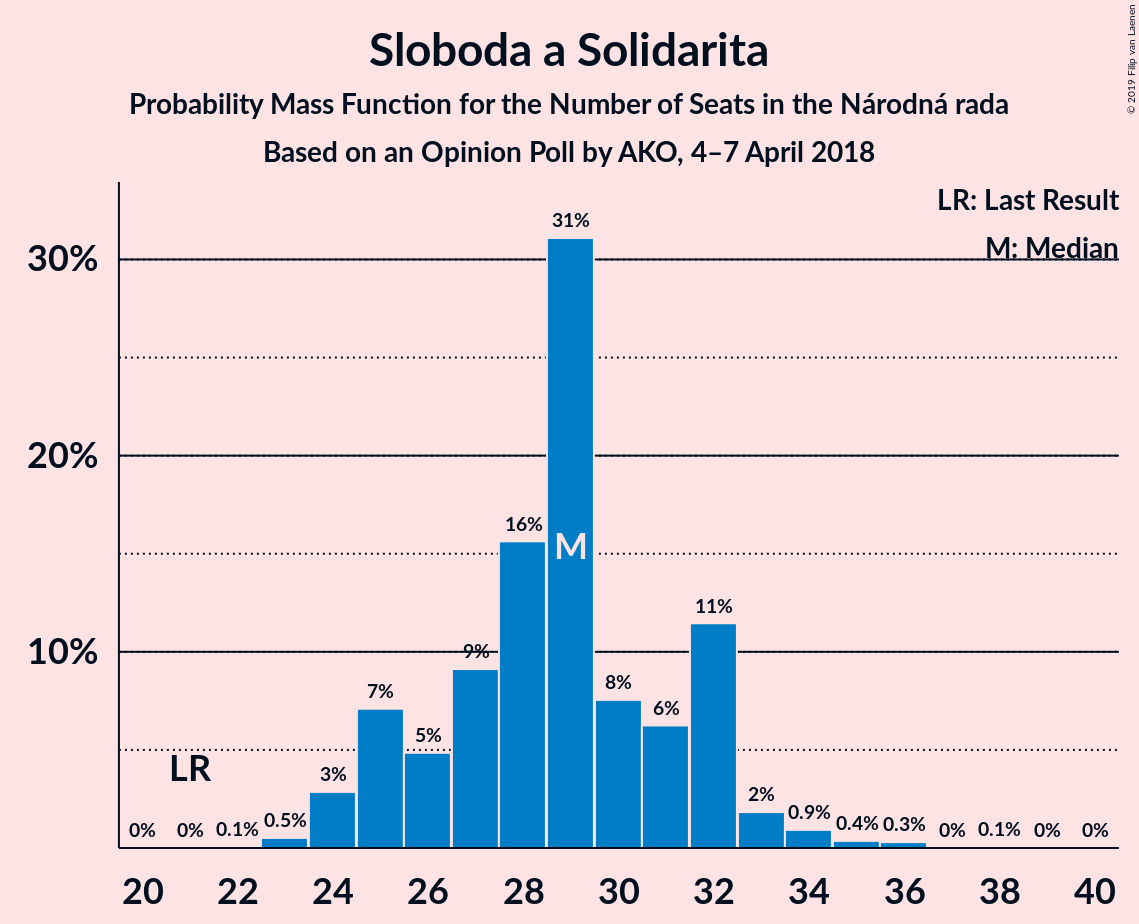 Sloboda a Solidarita
Probability Mass Function for the Number of Seats in the Národná rada
Based on an Opinion Poll by AKO, 4–7 April 2018
© 2019 Filip van Laenen
LR: Last Result
M: Median
30%
20%
10%
31%
16%
M
11%
9%
8%
7%
6%
5%
LR
3%
2%
0% 0% 0.1% 0.5% 0.9% 0.4% 0.3% 0% 0.1% 0% 0%
20 22 24 26 28 30 32 34 36 38 40